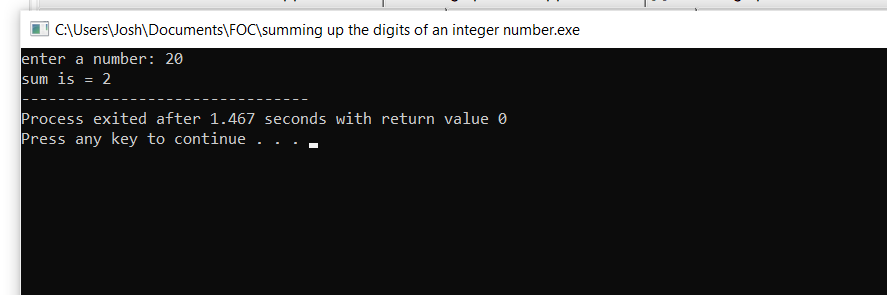 C:\Users\Josh\Documents\FOC\summing up the digits of an integer number.exe
enter a number: 20
sum is = 2
--------------------------------
Process exited after 1.467 seconds with return value 0
Press any key to continue . . .